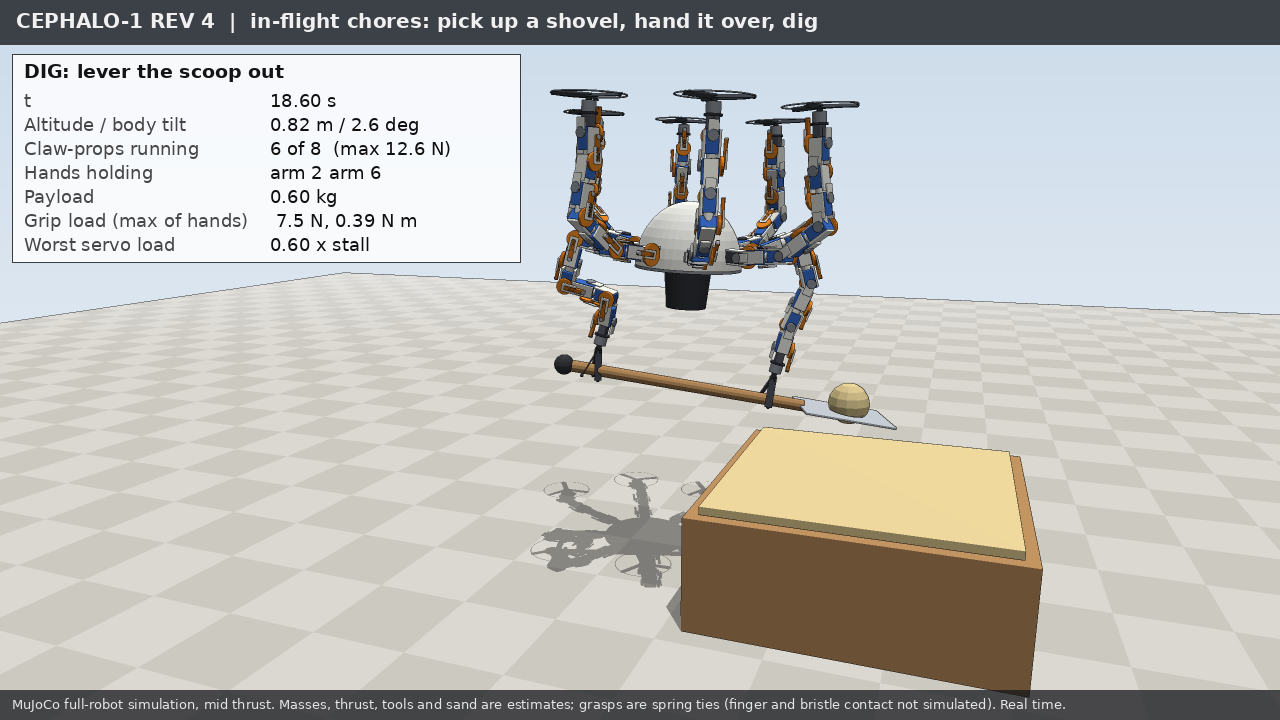 CEPHALO-1 REV 4 | in-flight chores: pick up a shovel, hand it over, dig
DIG: lever the scoop out
t 18.60 s
Altitude / body tilt 0.82 m / 2.6 deg
Claw-props running 6 of 8 (max 12.6 N)
Hands holding arm 2 arm 6
Payload 0.60 kg
Grip load (max of hands) 7.5 N, 0.39 N m
Worst servo load 0.60 x stall
MuJoCo full-robot simulation, mid thrust. Masses, thrust, tools and sand are estimates; grasps are spring ties (finger and bristle contact not simulated). Real time.